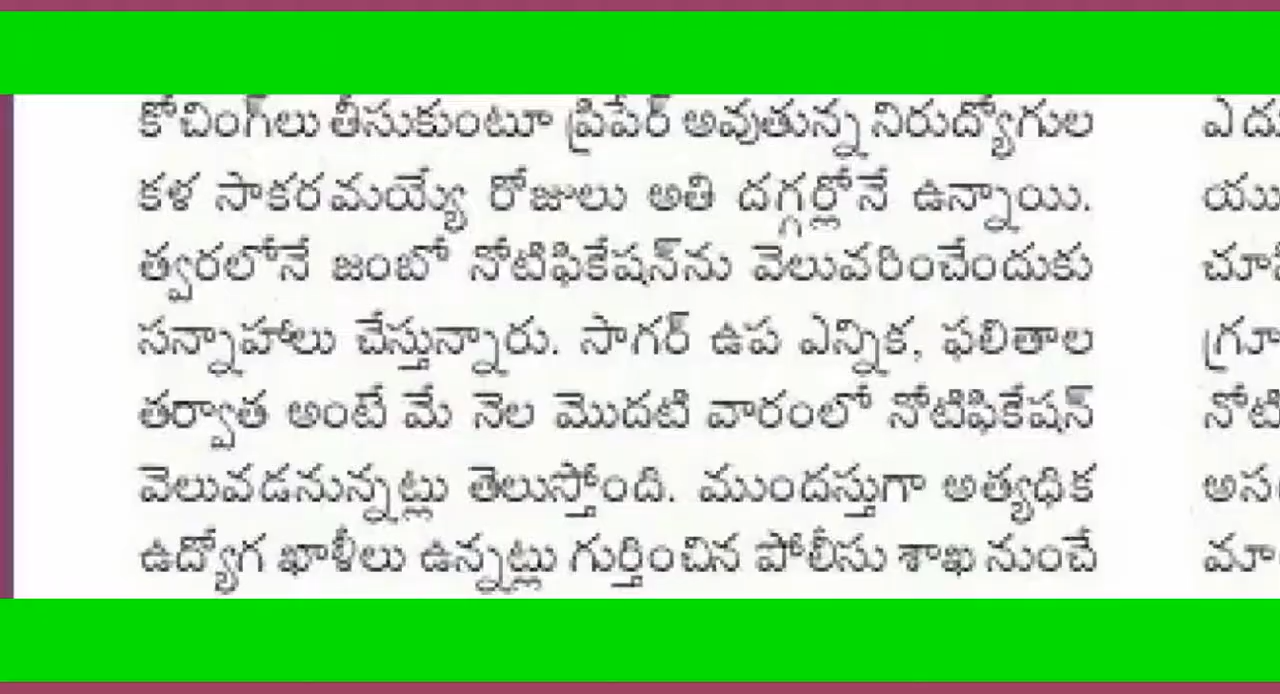 కోచింగ్‌లు తీసుకుంటూ ప్రిపేర్ అవుతున్న నిరుద్యోగుల
కళ సాకరమయ్యే రోజులు అతి దగ్గర్లోనే ఉన్నాయి.
త్వరలోనే జంబో నోటిఫికేషన్‌ను వెలువరించేందుకు
సన్నాహాలు చేస్తున్నారు. సాగర్ ఉప ఎన్నిక, ఫలితాల
తర్వాత అంటే మే నెల మొదటి వారంలో నోటిఫికేషన్
వెలువడనున్నట్లు తెలుస్తోంది. ముందస్తుగా అత్యధిక
ఉద్యోగ ఖాళీలు ఉన్నట్లు గుర్తించిన పోలీసు శాఖ నుంచే